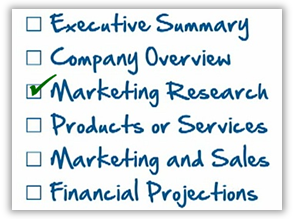 Executive Summary
Company Overview
Marketing Research
Products or Services
Marketing and Sales
Financial Projections